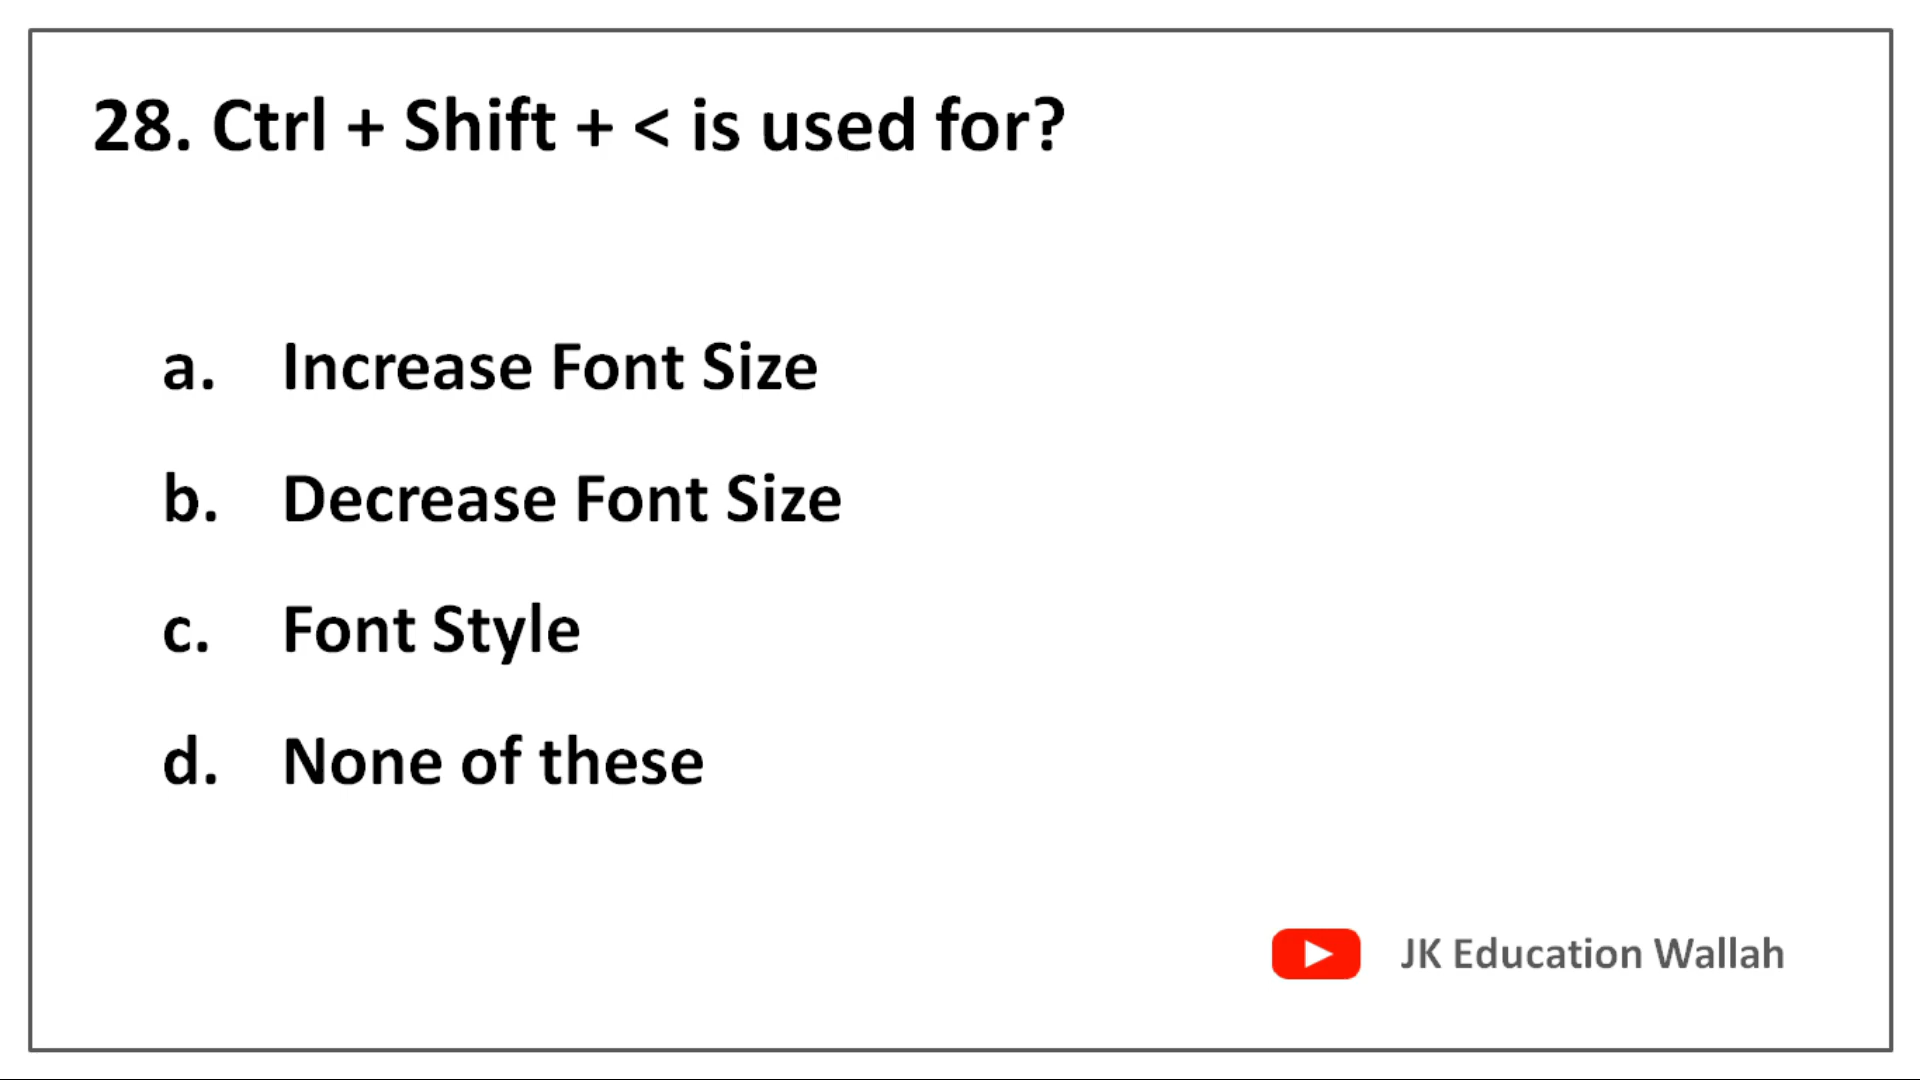 28. Ctrl + Shift + < is used for?
a. Increase Font Size
b. Decrease Font Size
c. Font Style
d. None of these
JK Education Wallah